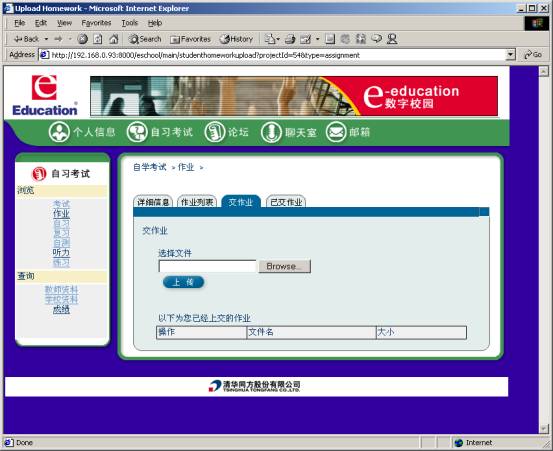 Upload Homework - Microsoft Internet Explorer
File Edit View Favorites Tools Help
Back Search Favorites History
Address http://192.168.0.93:8000/eschool/main/studenthomeworkupload?projectId=54&type=assignment Go
e
Education
e-education
数字校园
个人信息 自习考试 论坛 聊天室 邮箱
自习考试
浏览
考试
作业
自习
复习
自测
听力
练习
查询
教师资料
学校资料
成绩
自学考试 > 作业 >
详细信息 作业列表 交作业 已交作业
交作业
选择文件
Browse...
上 传
以下为您已经上交的作业
操作 文件名 大小
清华同方股份有限公司
TSINGHUA TONGFANG CO.,LTD.
Done Internet